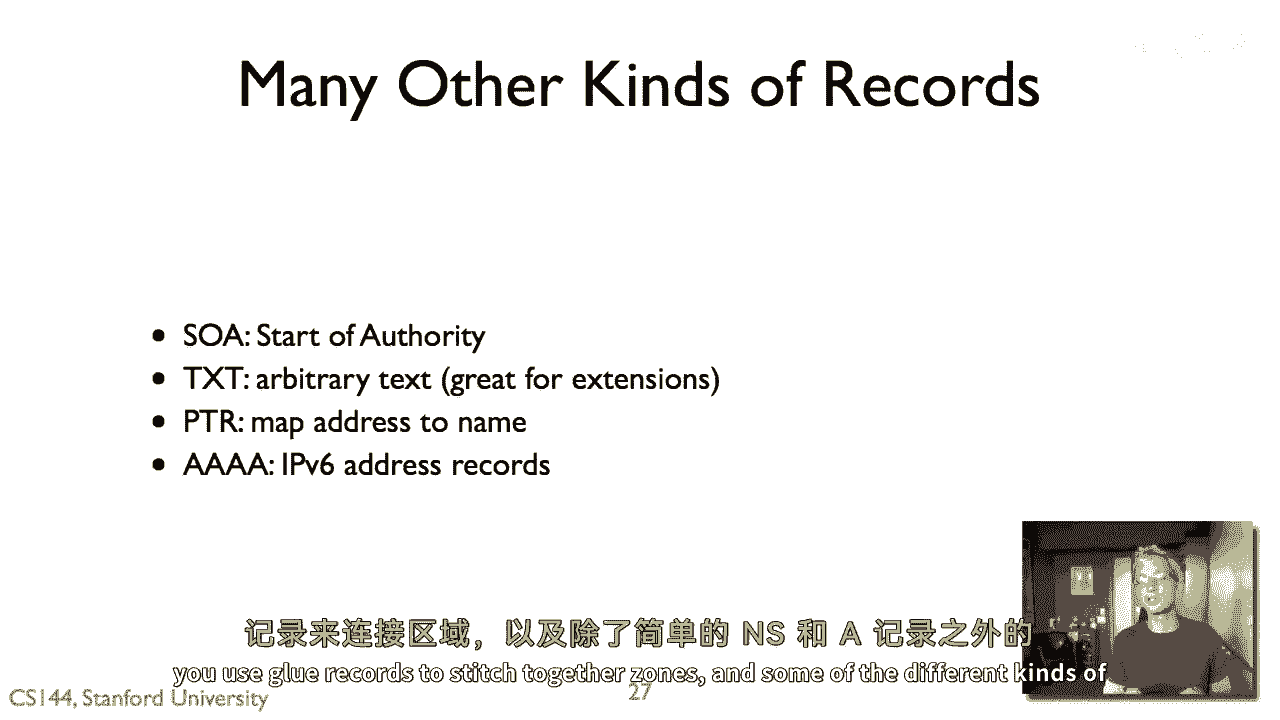 Many Other Kinds of Records
• SOA: Start of Authority
• TXT: arbitrary text (great for extensions)
• PTR: map address to name
• AAAA: IPv6 address records
记录来连接区域，以及除了简单的 NS 和 A 记录之外的
you use glue records to stitch together zones, and some of the different kinds of
CS144, Stanford University
27